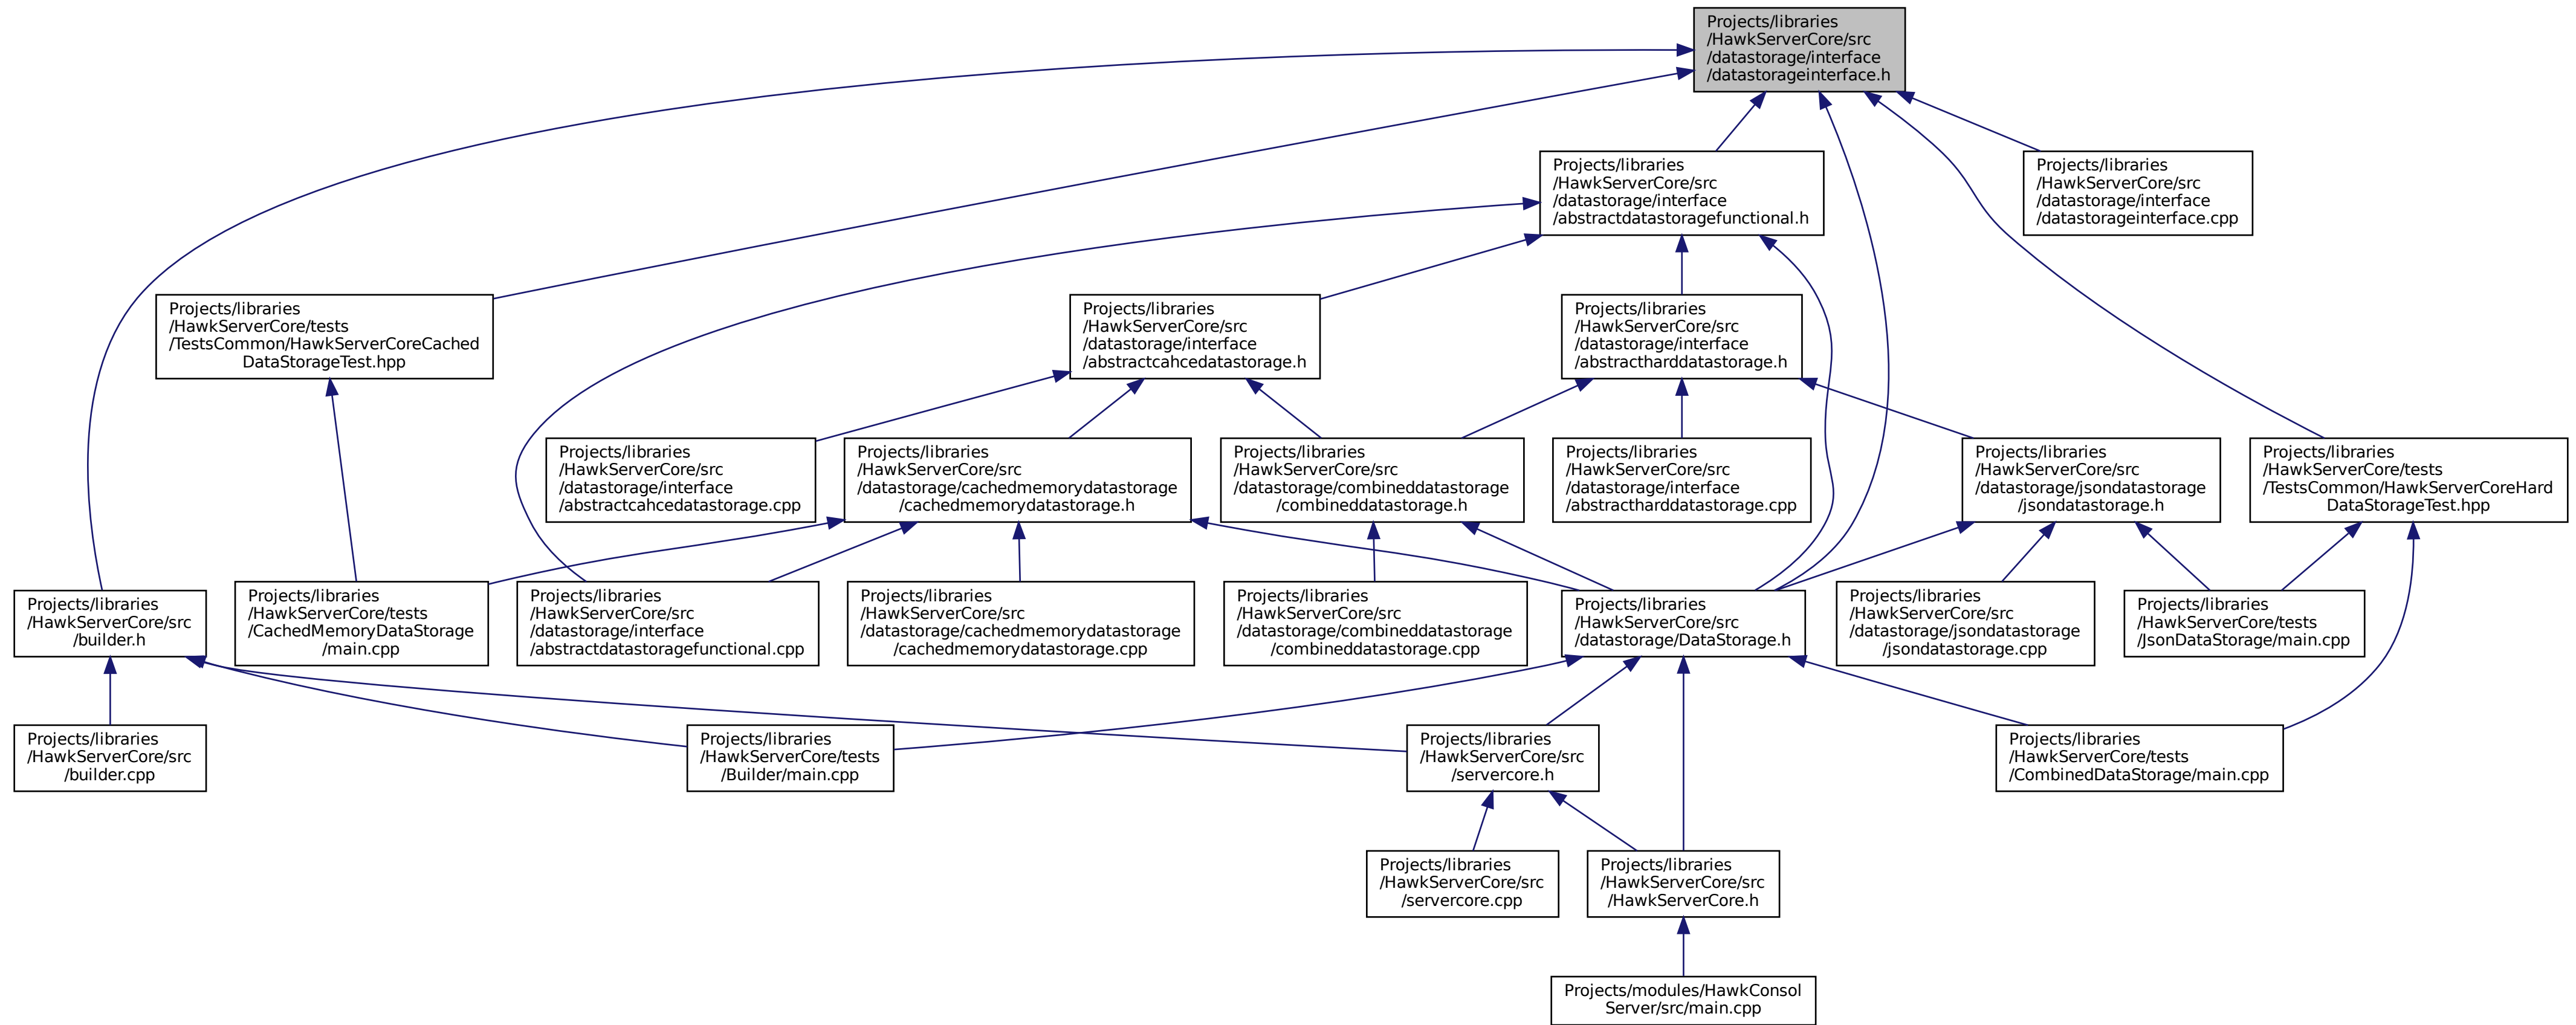 Projects/libraries
/HawkServerCore/src
/datastorage/interface
/datastorageinterface.h
Projects/libraries
/HawkServerCore/src
/datastorage/interface
/abstractdatastoragefunctional.h
Projects/libraries
/HawkServerCore/src
/datastorage/interface
/datastorageinterface.cpp
Projects/libraries
/HawkServerCore/tests
/TestsCommon/HawkServerCoreCached
DataStorageTest.hpp
Projects/libraries
/HawkServerCore/src
/datastorage/interface
/abstractcahcedatastorage.h
Projects/libraries
/HawkServerCore/src
/datastorage/interface
/abstractharddatastorage.h
Projects/libraries
/HawkServerCore/src
/datastorage/interface
/abstractcahcedatastorage.cpp
Projects/libraries
/HawkServerCore/src
/datastorage/cachedmemorydatastorage
/cachedmemorydatastorage.h
Projects/libraries
/HawkServerCore/src
/datastorage/combineddatastorage
/combineddatastorage.h
Projects/libraries
/HawkServerCore/src
/datastorage/interface
/abstractharddatastorage.cpp
Projects/libraries
/HawkServerCore/src
/datastorage/jsondatastorage
/jsondatastorage.h
Projects/libraries
/HawkServerCore/tests
/TestsCommon/HawkServerCoreHard
DataStorageTest.hpp
Projects/libraries
/HawkServerCore/src
/builder.h
Projects/libraries
/HawkServerCore/tests
/CachedMemoryDataStorage
/main.cpp
Projects/libraries
/HawkServerCore/src
/datastorage/interface
/abstractdatastoragefunctional.cpp
Projects/libraries
/HawkServerCore/src
/datastorage/cachedmemorydatastorage
/cachedmemorydatastorage.cpp
Projects/libraries
/HawkServerCore/src
/datastorage/combineddatastorage
/combineddatastorage.cpp
Projects/libraries
/HawkServerCore/src
/datastorage/DataStorage.h
Projects/libraries
/HawkServerCore/src
/datastorage/jsondatastorage
/jsondatastorage.cpp
Projects/libraries
/HawkServerCore/tests
/JsonDataStorage/main.cpp
Projects/libraries
/HawkServerCore/src
/builder.cpp
Projects/libraries
/HawkServerCore/tests
/Builder/main.cpp
Projects/libraries
/HawkServerCore/src
/servercore.h
Projects/libraries
/HawkServerCore/tests
/CombinedDataStorage/main.cpp
Projects/libraries
/HawkServerCore/src
/servercore.cpp
Projects/libraries
/HawkServerCore/src
/HawkServerCore.h
Projects/modules/HawkConsol
Server/src/main.cpp